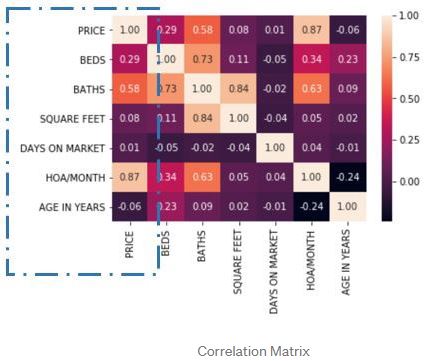 PRICE 1.00 0.29 0.58 0.08 0.01 0.87 -0.06 1.00
BEDS 0.29 1.00 0.73 0.11 -0.05 0.34 0.23 0.75
BATHS 0.58 0.73 1.00 0.84 -0.02 0.63 0.09
SQUARE FEET 0.08 0.11 0.84 1.00 -0.04 0.05 0.02 0.50
DAYS ON MARKET 0.01 -0.05 -0.02 -0.04 1.00 0.04 -0.01 0.25
HOA/MONTH 0.87 0.34 0.63 0.05 0.04 1.00 -0.24 0.00
AGE IN YEARS -0.06 0.23 0.09 0.02 -0.01 -0.24 1.00
PRICE
BEDS
BATHS
SQUARE FEET
DAYS ON MARKET
HOA/MONTH
AGE IN YEARS
Correlation Matrix